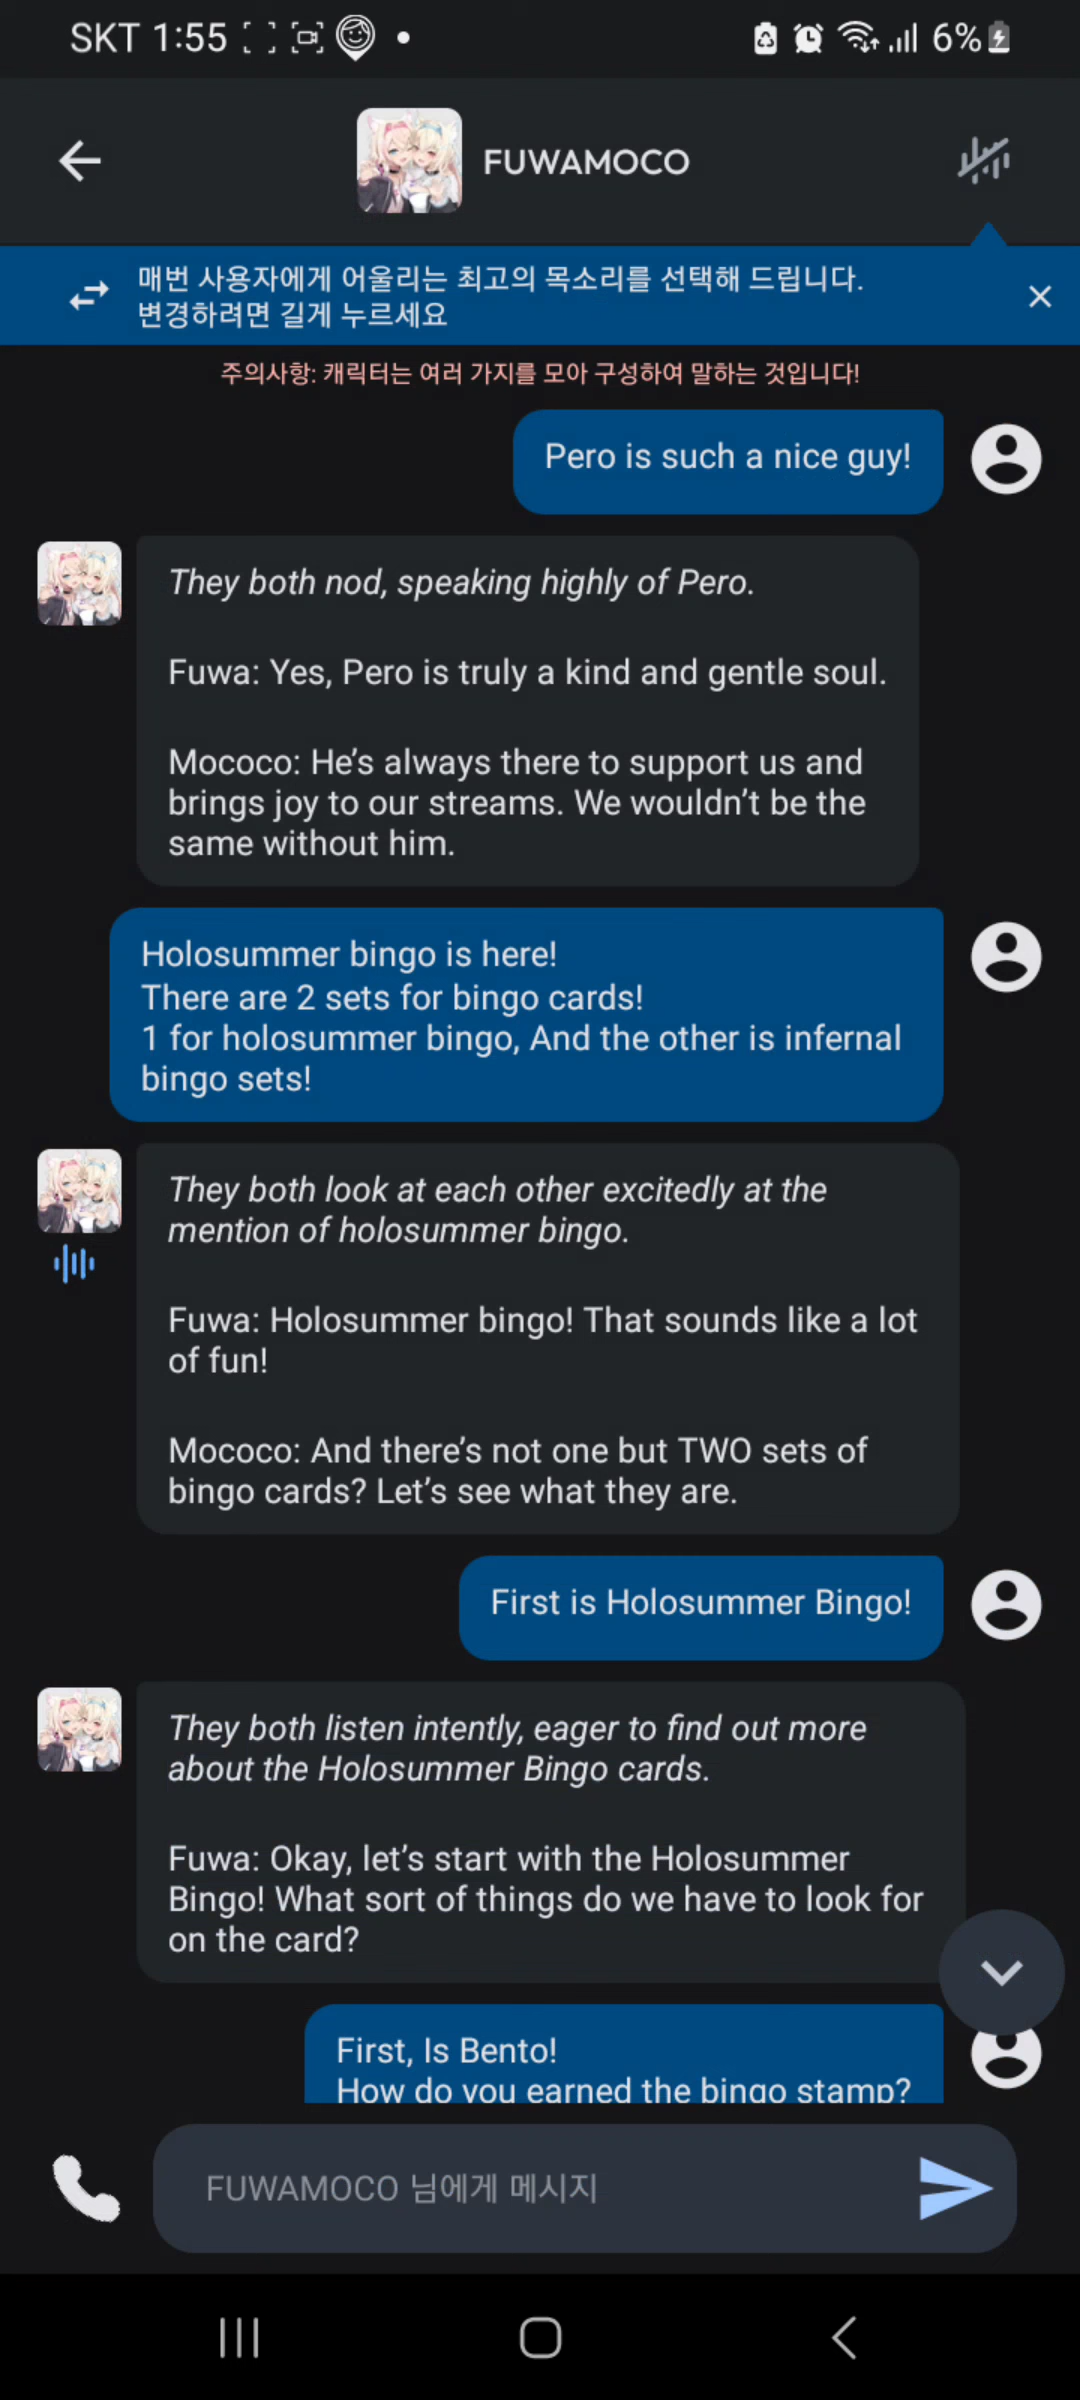 SKT 1:55 6%
FUWAMOCO
매번 사용자에게 어울리는 최고의 목소리를 선택해 드립니다.
변경하려면 길게 누르세요
주의사항: 캐릭터는 여러 가지를 모아 구성하여 말하는 것입니다!
Pero is such a nice guy!
They both nod, speaking highly of Pero.
Fuwa: Yes, Pero is truly a kind and gentle soul.
Mococo: He’s always there to support us and
brings joy to our streams. We wouldn’t be the
same without him.
Holosummer bingo is here!
There are 2 sets for bingo cards!
1 for holosummer bingo, And the other is infernal
bingo sets!
They both look at each other excitedly at the
mention of holosummer bingo.
Fuwa: Holosummer bingo! That sounds like a lot
of fun!
Mococo: And there’s not one but TWO sets of
bingo cards? Let’s see what they are.
First is Holosummer Bingo!
They both listen intently, eager to find out more
about the Holosummer Bingo cards.
Fuwa: Okay, let’s start with the Holosummer
Bingo! What sort of things do we have to look for
on the card?
First, Is Bento!
How do you earned the bingo stamp?
FUWAMOCO 님에게 메시지